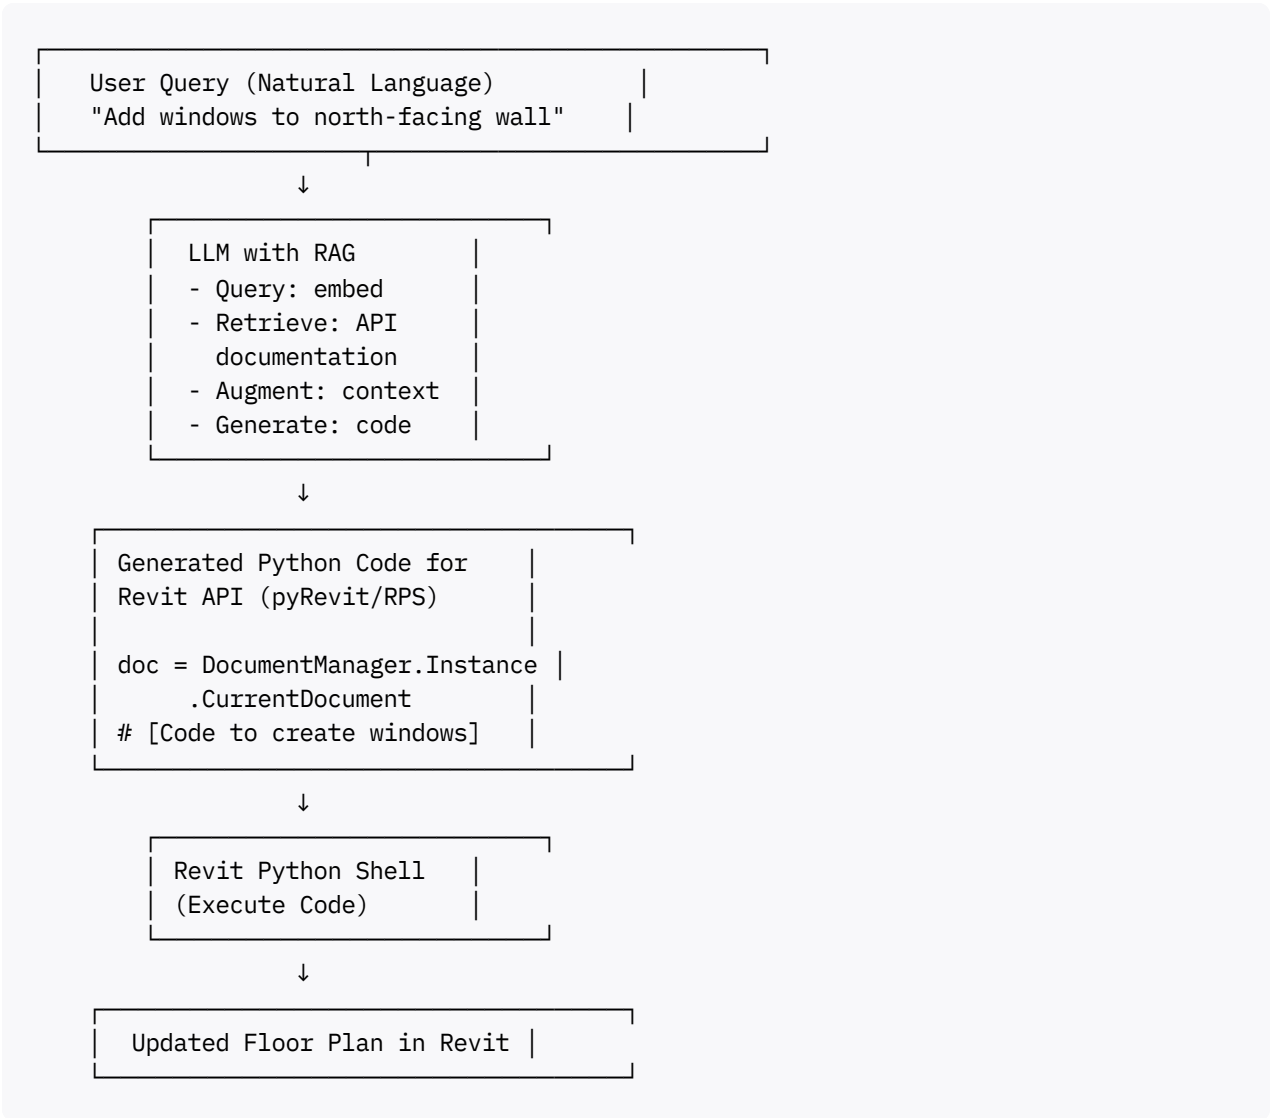 User Query (Natural Language)
"Add windows to north-facing wall"
↓
LLM with RAG
- Query: embed
- Retrieve: API
documentation
- Augment: context
- Generate: code
↓
Generated Python Code for
Revit API (pyRevit/RPS)
doc = DocumentManager.Instance
.CurrentDocument
# [Code to create windows]
↓
Revit Python Shell
(Execute Code)
↓
Updated Floor Plan in Revit